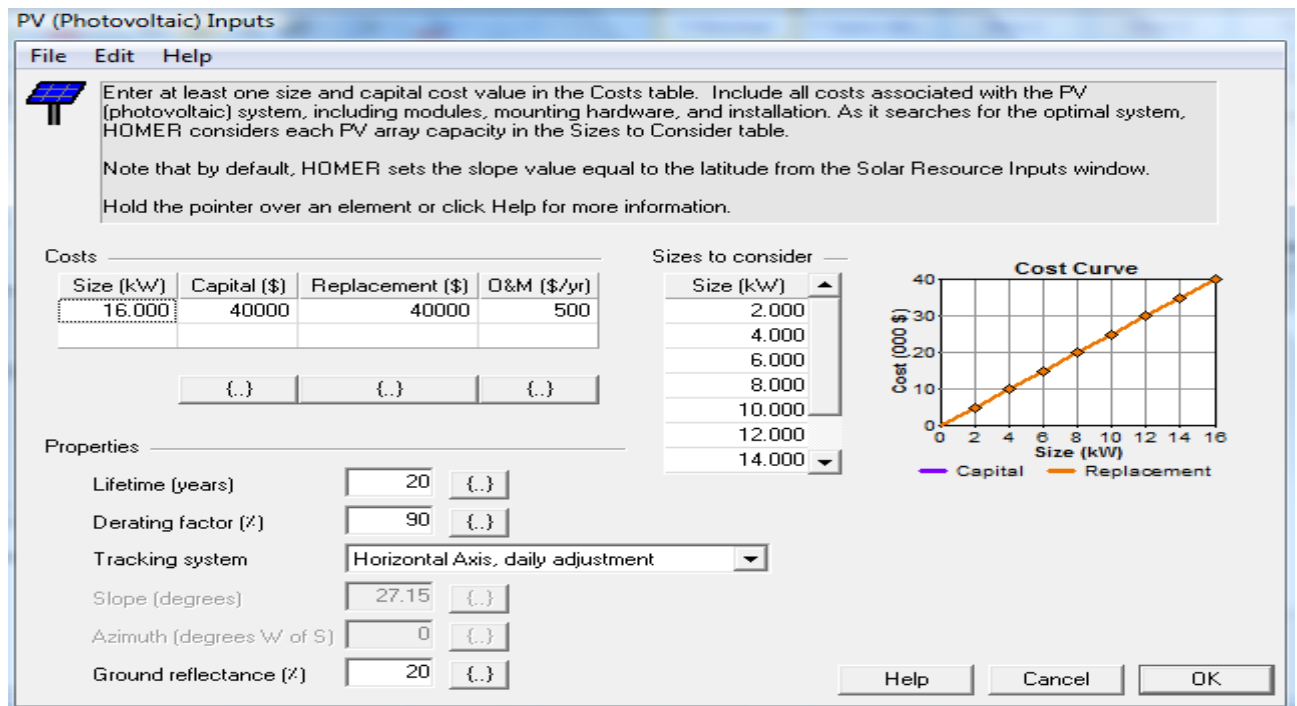 PV (Photovoltaic) Inputs
File Edit Help
Enter at least one size and capital cost value in the Costs table. Include all costs associated with the PV
(photovoltaic) system, including modules, mounting hardware, and installation. As it searches for the optimal system,
HOMER considers each PV array capacity in the Sizes to Consider table.
Note that by default, HOMER sets the slope value equal to the latitude from the Solar Resource Inputs window.
Hold the pointer over an element or click Help for more information.
Costs
Size (kW) Capital ($) Replacement ($) O&M ($/yr)
16.000 40000 40000 500
{..} {..} {..}
Sizes to consider
Size (kW)
2.000
4.000
6.000
8.000
10.000
12.000
14.000
Cost Curve
Cost (000 $)
40
30
20
10
0
0 2 4 6 8 10 12 14 16
Size (kW)
Capital Replacement
Properties
Lifetime (years) 20 {..}
Derating factor (%) 90 {..}
Tracking system Horizontal Axis, daily adjustment
Slope (degrees) 27.15 {..}
Azimuth (degrees W of S) 0 {..}
Ground reflectance (%) 20 {..}
Help Cancel OK